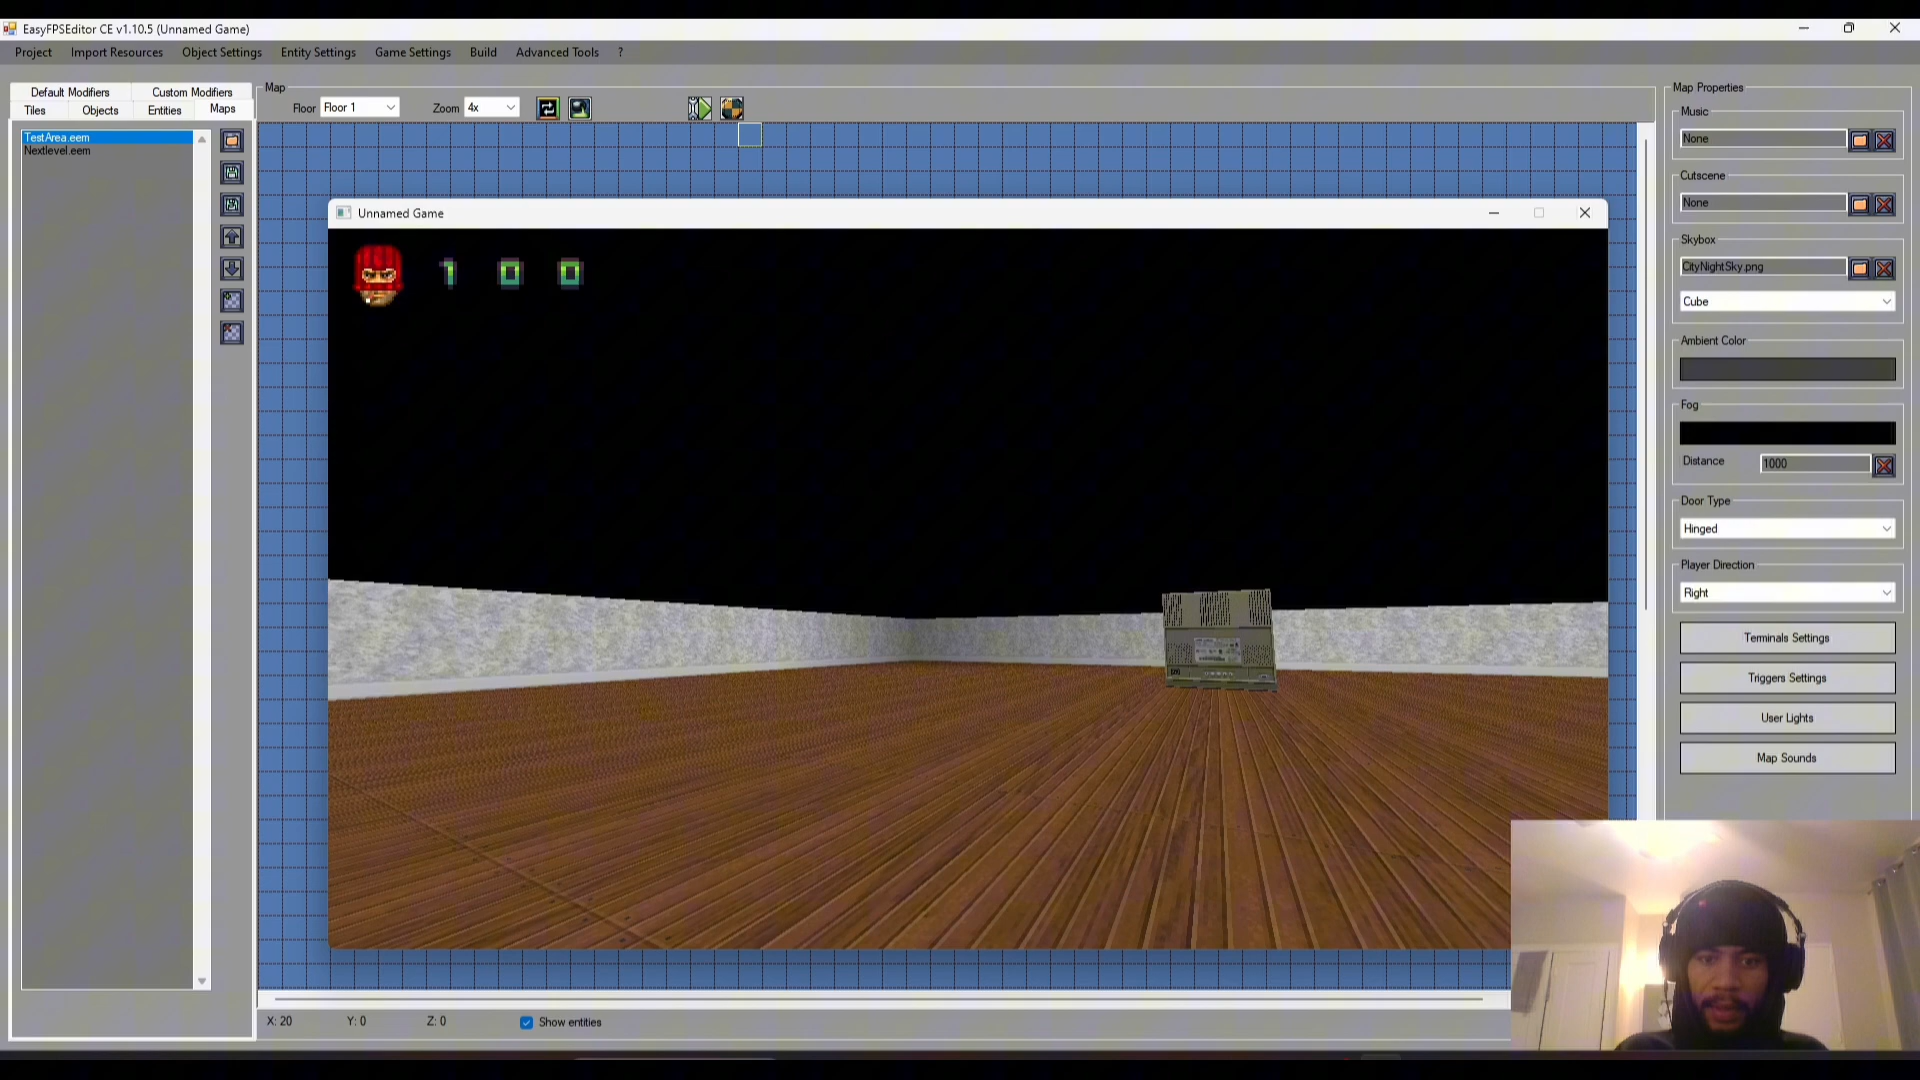 EasyFPSEditor CE v1.10.5 (Unnamed Game)
Project Import Resources Object Settings Entity Settings Game Settings Build Advanced Tools ?
Default Modifiers Custom Modifiers
Tiles Objects Entities Maps
TestArea.eem
Nextlevel.eem
Map
Floor Floor 1 Zoom 4x
Unnamed Game
1 0 0
X: 20 Y: 0 Z: 0 Show entities
Map Properties
Music
None
Cutscene
None
Skybox
CityNightSky.png
Cube
Ambient Color
Fog
Distance 1000
Door Type
Hinged
Player Direction
Right
Terminals Settings
Triggers Settings
User Lights
Map Sounds